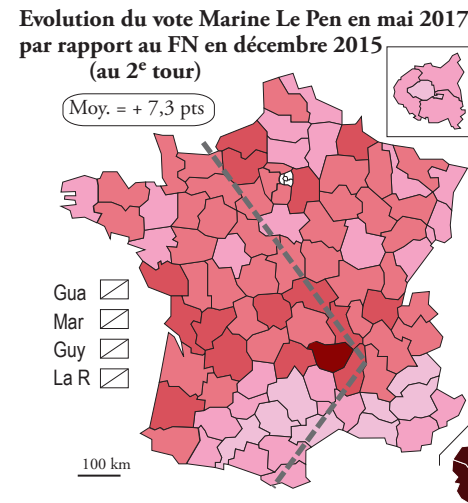 Evolution du vote Marine Le Pen en mai 2017
par rapport au FN en décembre 2015
(au 2e tour)
Moy. = + 7,3 pts
Gua
Mar
Guy
La R
100 km